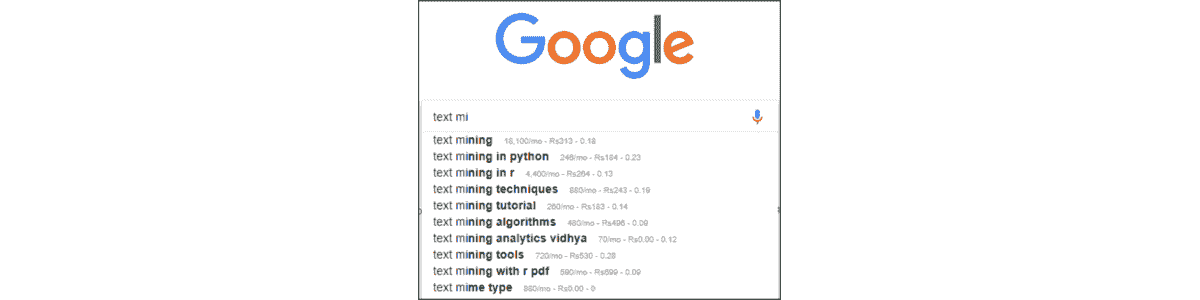 Google
text mi
text mining 18,100/mo - Rs313 - 0.18
text mining in python 246/mo - Rs184 - 0.23
text mining in r 4,400/mo - Rs264 - 0.13
text mining techniques 880/mo - Rs243 - 0.19
text mining tutorial 260/mo - Rs183 - 0.14
text mining algorithms 480/mo - Rs496 - 0.09
text mining analytics vidhya 70/mo - Rs0.00 - 0.12
text mining tools 720/mo - Rs530 - 0.28
text mining with r pdf 590/mo - Rs699 - 0.09
text mime type 880/mo - Rs0.00 - 0